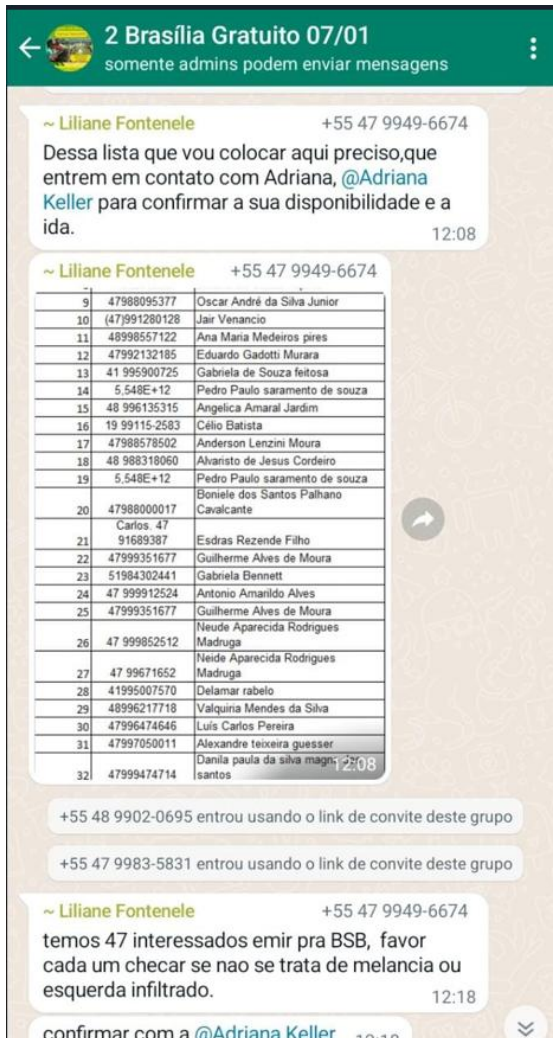 2 Brasília Gratuito 07/01
somente admins podem enviar mensagens
~ Liliane Fontenele +55 47 9949-6674
Dessa lista que vou colocar aqui preciso,que
entrem em contato com Adriana, @Adriana
Keller para confirmar a sua disponibilidade e a
ida.
12:08
~ Liliane Fontenele +55 47 9949-6674
9 47988095377 Oscar André da Silva Junior
10 (47)991280128 Jair Venancio
11 48998557122 Ana Maria Medeiros pires
12 47992132185 Eduardo Gadotti Murara
13 41 995900725 Gabriela de Souza feitosa
14 5,548E+12 Pedro Paulo saramento de souza
15 48 996135315 Angelica Amaral Jardim
16 19 99115-2583 Célio Batista
17 47988578502 Anderson Lenzini Moura
18 48 988318060 Alvaristo de Jesus Cordeiro
19 5,548E+12 Pedro Paulo saramento de souza
Boniele dos Santos Palhano
20 47988000017 Cavalcante
Carlos. 47
21 91689387 Esdras Rezende Filho
22 47999351677 Guilherme Alves de Moura
23 51984302441 Gabriela Bennett
24 47 999912524 Antonio Amarildo Alves
25 47999351677 Guilherme Alves de Moura
Neude Aparecida Rodrigues
26 47 999852512 Madruga
Neide Aparecida Rodrigues
27 47 99671652 Madruga
28 41995007570 Delamar rabelo
29 48996217718 Valquiria Mendes da Silva
30 47996474646 Luís Carlos Pereira
31 47997050011 Alexandre teixeira guesser
Danila paula da silva
32 47999474714 santos
12:08
+55 48 9902-0695 entrou usando o link de convite deste grupo
+55 47 9983-5831 entrou usando o link de convite deste grupo
~ Liliane Fontenele +55 47 9949-6674
temos 47 interessados emir pra BSB, favor
cada um checar se nao se trata de melancia ou
esquerda infiltrado.
12:18
confirmar com a @Adriana Keller